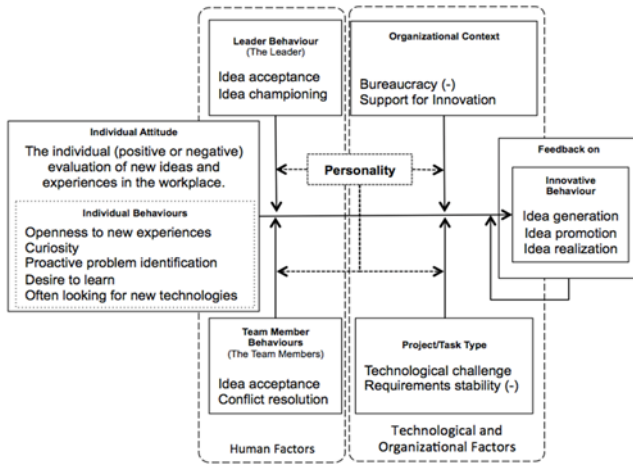 Leader Behaviour
(The Leader)
Idea acceptance
Idea championing
Organizational Context
Bureaucracy (-)
Support for Innovation
Individual Attitude
The individual (positive or negative)
evaluation of new ideas and
experiences in the workplace.
Individual Behaviours
Openness to new experiences
Curiosity
Proactive problem identification
Desire to learn
Often looking for new technologies
Personality
Feedback on
Innovative
Behaviour
Idea generation
Idea promotion
Idea realization
Team Member
Behaviours
(The Team Members)
Idea acceptance
Conflict resolution
Project/Task Type
Technological challenge
Requirements stability (-)
Human Factors
Technological and
Organizational Factors